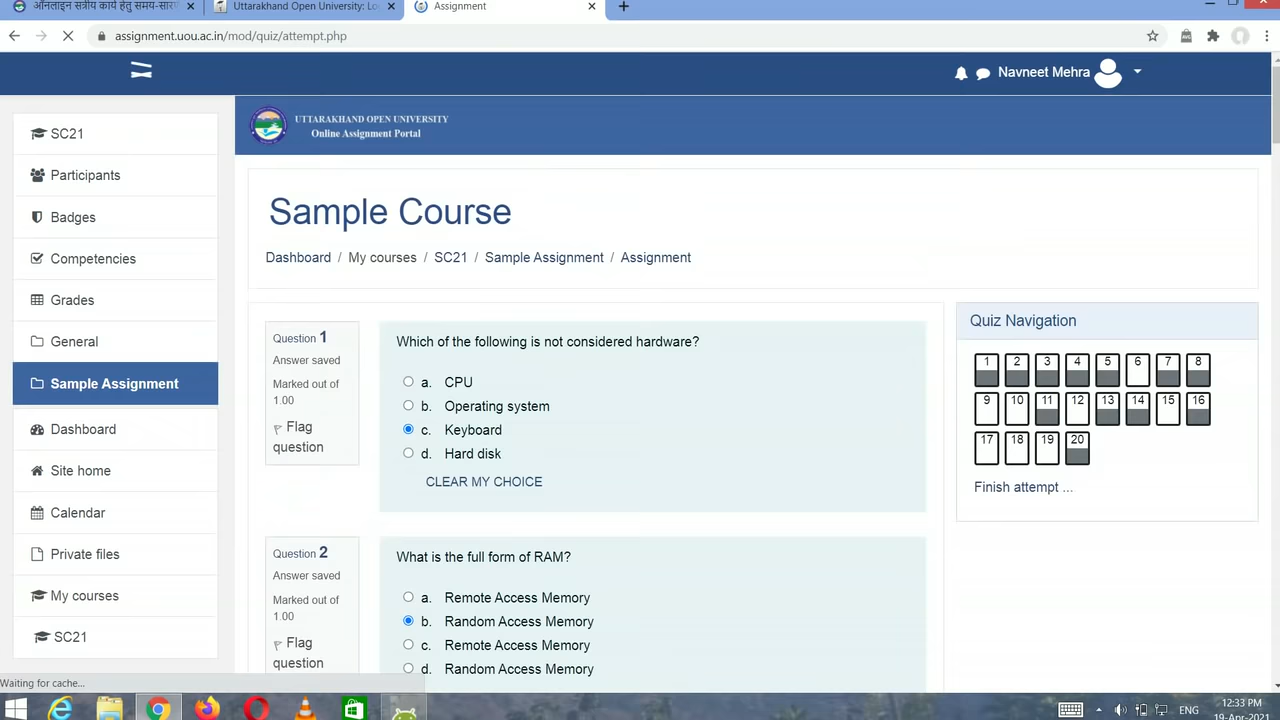 ऑनलाइन सत्रीय कार्य हेतु समय-सार
Uttarakhand Open University: Lo
Assignment
assignment.uou.ac.in/mod/quiz/attempt.php
Navneet Mehra
UTTARAKHAND OPEN UNIVERSITY
Online Assignment Portal
SC21
Participants
Badges
Competencies
Grades
General
Sample Assignment
Dashboard
Site home
Calendar
Private files
My courses
SC21
Sample Course
Dashboard / My courses / SC21 / Sample Assignment / Assignment
Question 1
Answer saved
Marked out of
1.00
Flag
question
Which of the following is not considered hardware?
a. CPU
b. Operating system
c. Keyboard
d. Hard disk
CLEAR MY CHOICE
Question 2
Answer saved
Marked out of
1.00
Flag
question
What is the full form of RAM?
a. Remote Access Memory
b. Random Access Memory
c. Remote Access Memory
d. Random Access Memory
Quiz Navigation
1 2 3 4 5 6 7 8
9 10 11 12 13 14 15 16
17 18 19 20
Finish attempt ...
Waiting for cache...
ENG
12:33 PM
19-Apr-2021